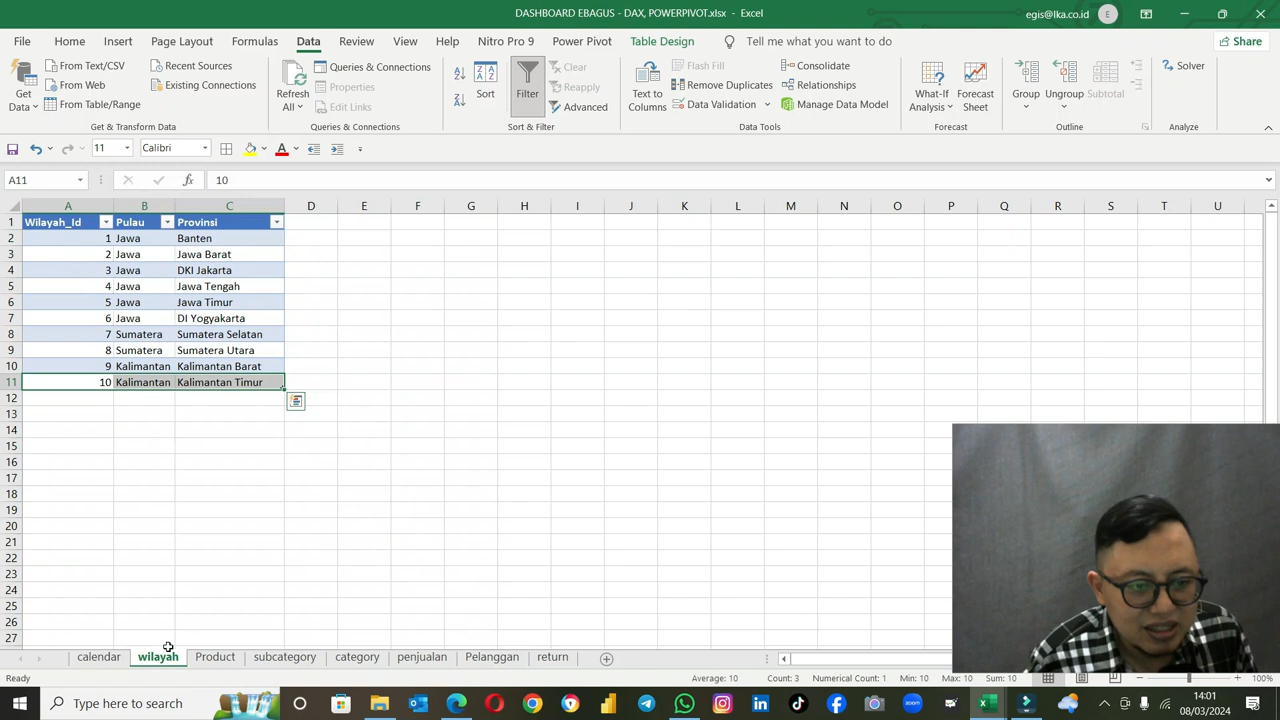 DASHBOARD EBAGUS - DAX, POWERPIVOT.xlsx - Excel
egis@lka.co.id
E
File Home Insert Page Layout Formulas Data Review View Help Nitro Pro 9 Power Pivot Table Design Tell me what you want to do Share
Get Data
From Text/CSV
From Web
From Table/Range
Recent Sources
Existing Connections
Get & Transform Data
Refresh All
Queries & Connections
Properties
Edit Links
Queries & Connections
Sort
Filter
Clear
Reapply
Advanced
Sort & Filter
Text to Columns
Flash Fill
Remove Duplicates
Data Validation
Consolidate
Relationships
Manage Data Model
Data Tools
What-If Analysis
Forecast Sheet
Forecast
Group
Ungroup
Subtotal
Outline
Solver
Analyze
11 Calibri
A11 fx 10
A B C D E F G H I J K L M N O P Q R S T U
1 Wilayah_Id Pulau Provinsi
2 1 Jawa Banten
3 2 Jawa Jawa Barat
4 3 Jawa DKI Jakarta
5 4 Jawa Jawa Tengah
6 5 Jawa Jawa Timur
7 6 Jawa DI Yogyakarta
8 7 Sumatera Sumatera Selatan
9 8 Sumatera Sumatera Utara
10 9 Kalimantan Kalimantan Barat
11 10 Kalimantan Kalimantan Timur
12
13
14
15
16
17
18
19
20
21
22
23
24
25
26
27
calendar wilayah Product subcategory category penjualan Pelanggan return
Ready Average: 10 Count: 3 Numerical Count: 1 Min: 10 Max: 10 Sum: 10 100%
Type here to search
14:01
08/03/2024